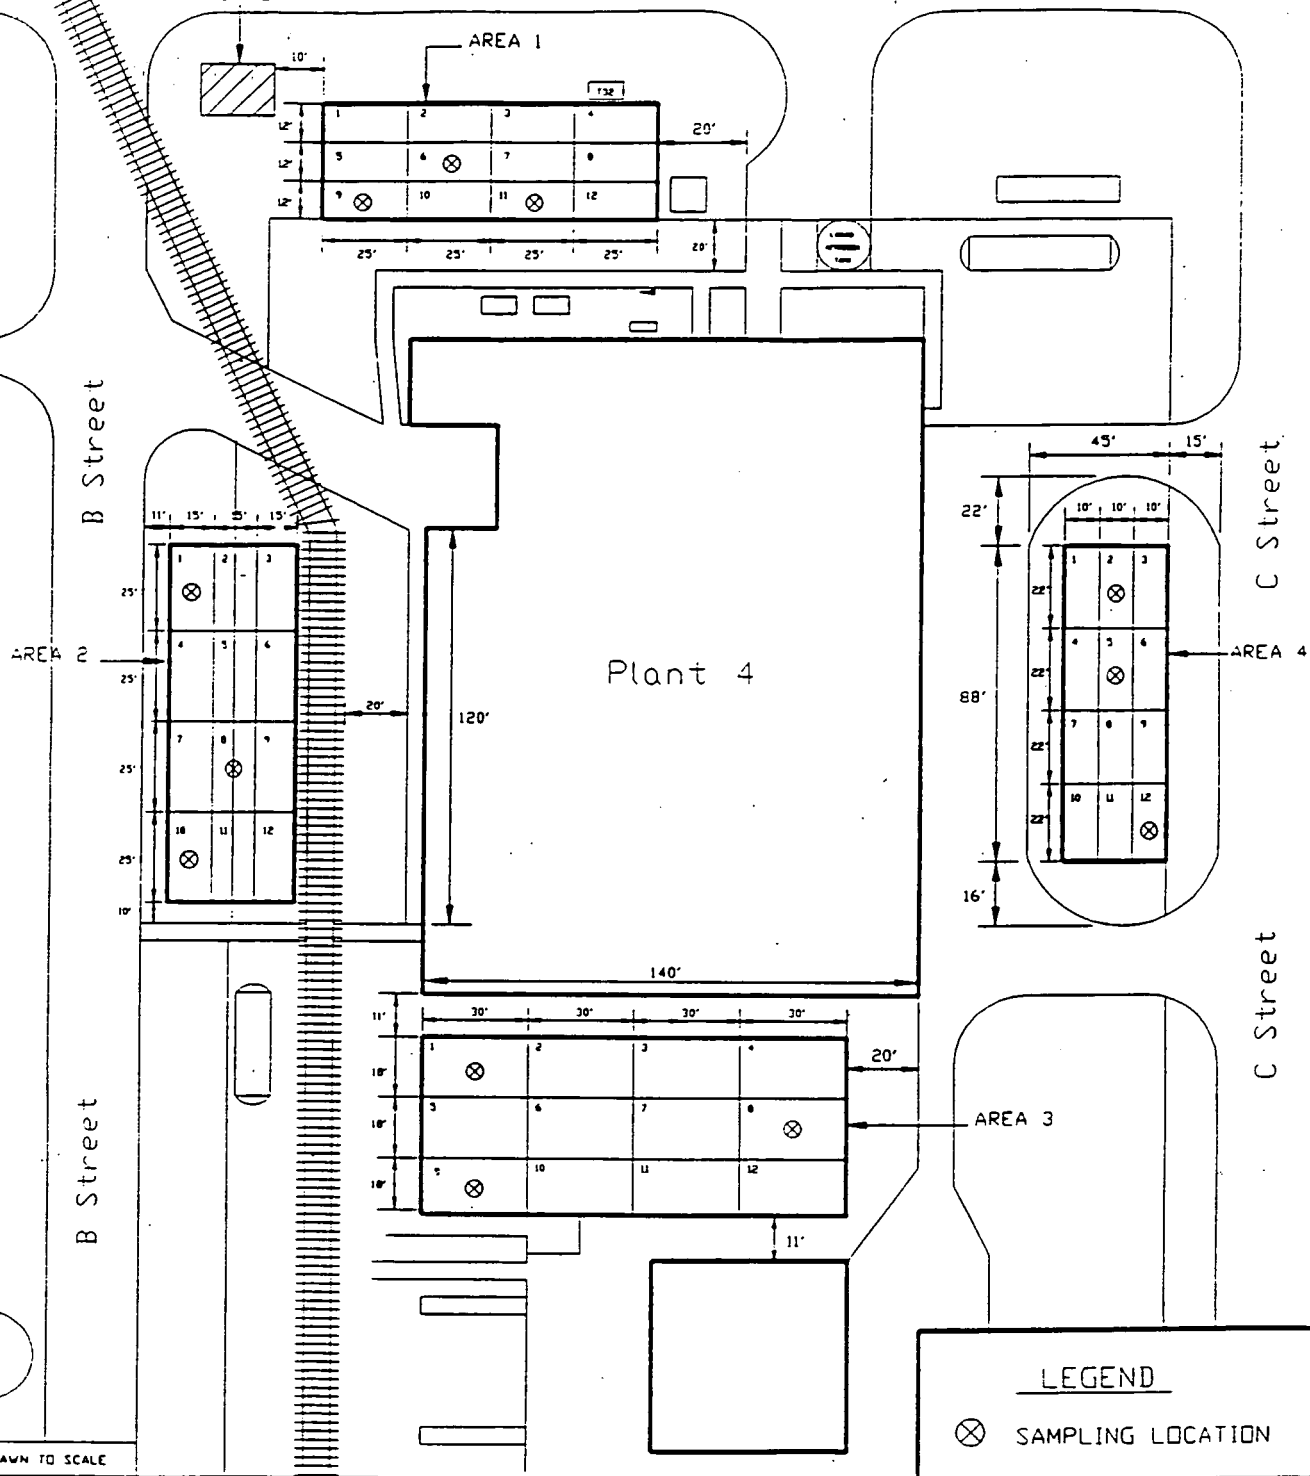 AREA 1
10'
T32
1 2 3 4
12'
20'
5 6 7 8
12'
9 10 11 12
12'
25' 25' 25' 25'
20'
TANK
B Street
C Street
45' 15'
22'
11' 15' 15' 15'
10' 10' 10'
1 2 3
25'
1 2 3
22'
AREA 2
4 5 6
25'
Plant 4
4 5 6
22'
AREA 4
20'
120'
88'
7 8 9
25'
7 8 9
22'
10 11 12
25'
10 11 12
22'
10'
16'
140'
C Street
11'
30' 30' 30' 30'
1 2 3 4
18'
20'
5 6 7 8
18'
AREA 3
9 10 11 12
18'
B Street
11'
LEGEND
SAMPLING LOCATION
TO SCALE